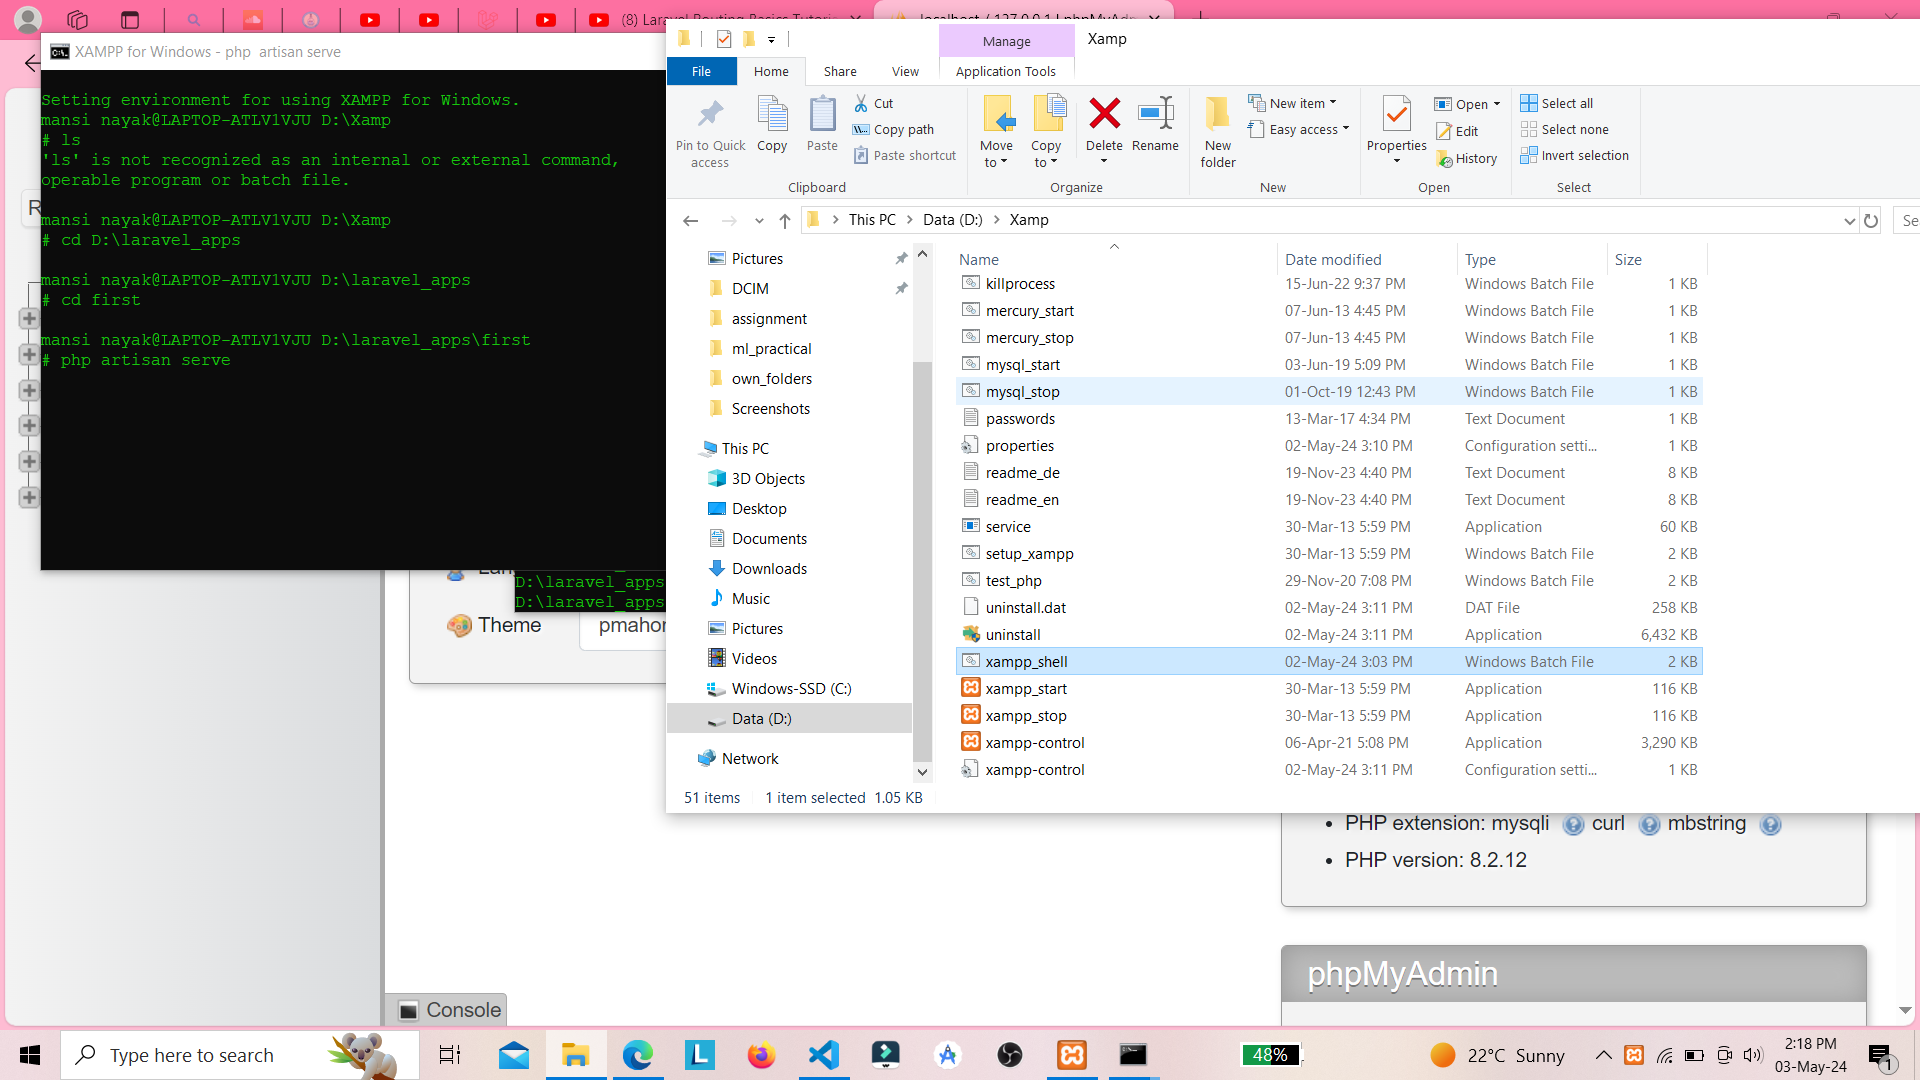 (8) Laravel Routing Basics Tutori
localhost / 127.0.0.1 | phpMyAdm
XAMPP for Windows - php  artisan serve
Setting environment for using XAMPP for Windows.
mansi nayak@LAPTOP-ATLV1VJU D:\Xamp
# ls
'ls' is not recognized as an internal or external command,
operable program or batch file.
mansi nayak@LAPTOP-ATLV1VJU D:\Xamp
# cd D:\laravel_apps
mansi nayak@LAPTOP-ATLV1VJU D:\laravel_apps
# cd first
mansi nayak@LAPTOP-ATLV1VJU D:\laravel_apps\first
# php artisan serve
R
D:\laravel_apps
D:\laravel_apps
Theme
pmahor
Console
Manage
Xamp
File
Home
Share
View
Application Tools
Pin to Quick
access
Copy
Paste
Cut
Copy path
Paste shortcut
Clipboard
Move
to
Copy
to
Delete
Rename
Organize
New
folder
New item
Easy access
New
Properties
Open
Edit
History
Open
Select all
Select none
Invert selection
Select
This PC
Data (D:)
Xamp
Sea
Pictures
DCIM
assignment
ml_practical
own_folders
Screenshots
This PC
3D Objects
Desktop
Documents
Downloads
Music
Pictures
Videos
Windows-SSD (C:)
Data (D:)
Network
Name Date modified Type Size
killprocess 15-Jun-22 9:37 PM Windows Batch File 1 KB
mercury_start 07-Jun-13 4:45 PM Windows Batch File 1 KB
mercury_stop 07-Jun-13 4:45 PM Windows Batch File 1 KB
mysql_start 03-Jun-19 5:09 PM Windows Batch File 1 KB
mysql_stop 01-Oct-19 12:43 PM Windows Batch File 1 KB
passwords 13-Mar-17 4:34 PM Text Document 1 KB
properties 02-May-24 3:10 PM Configuration setti... 1 KB
readme_de 19-Nov-23 4:40 PM Text Document 8 KB
readme_en 19-Nov-23 4:40 PM Text Document 8 KB
service 30-Mar-13 5:59 PM Application 60 KB
setup_xampp 30-Mar-13 5:59 PM Windows Batch File 2 KB
test_php 29-Nov-20 7:08 PM Windows Batch File 2 KB
uninstall.dat 02-May-24 3:11 PM DAT File 258 KB
uninstall 02-May-24 3:11 PM Application 6,432 KB
xampp_shell 02-May-24 3:03 PM Windows Batch File 2 KB
xampp_start 30-Mar-13 5:59 PM Application 116 KB
xampp_stop 30-Mar-13 5:59 PM Application 116 KB
xampp-control 06-Apr-21 5:08 PM Application 3,290 KB
xampp-control 02-May-24 3:11 PM Configuration setti... 1 KB
51 items 1 item selected 1.05 KB
PHP extension: mysqli curl mbstring
PHP version: 8.2.12
phpMyAdmin
Type here to search
48%
22°C Sunny
2:18 PM
03-May-24
1